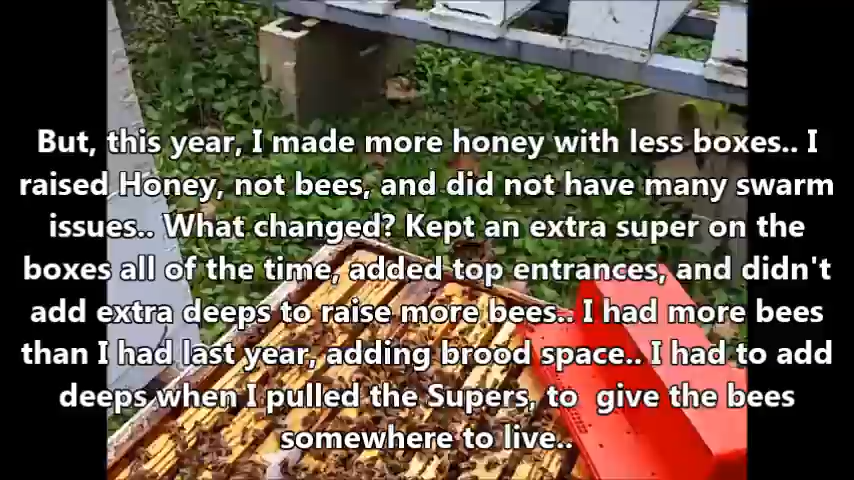 But, this year, I made more honey with less boxes.. I
raised Honey, not bees, and did not have many swarm
issues.. What changed? Kept an extra super on the
boxes all of the time, added top entrances, and didn't
add extra deeps to raise more bees.. I had more bees
than I had last year, adding brood space.. I had to add
deeps when I pulled the Supers, to  give the bees
somewhere to live..